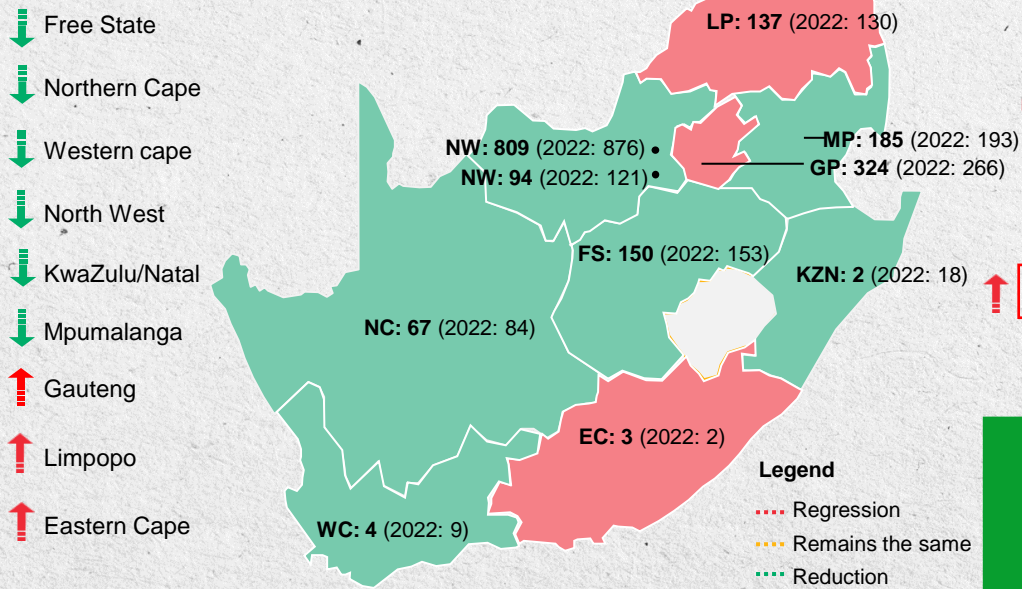 Free State
Northern Cape
Western cape
North West
KwaZulu/Natal
Mpumalanga
Gauteng
Limpopo
Eastern Cape
LP: 137 (2022: 130)
NW: 809 (2022: 876)
NW: 94 (2022: 121)
MP: 185 (2022: 193)
GP: 324 (2022: 266)
FS: 150 (2022: 153)
KZN: 2 (2022: 18)
NC: 67 (2022: 84)
EC: 3 (2022: 2)
WC: 4 (2022: 9)
Legend
Regression
Remains the same
Reduction